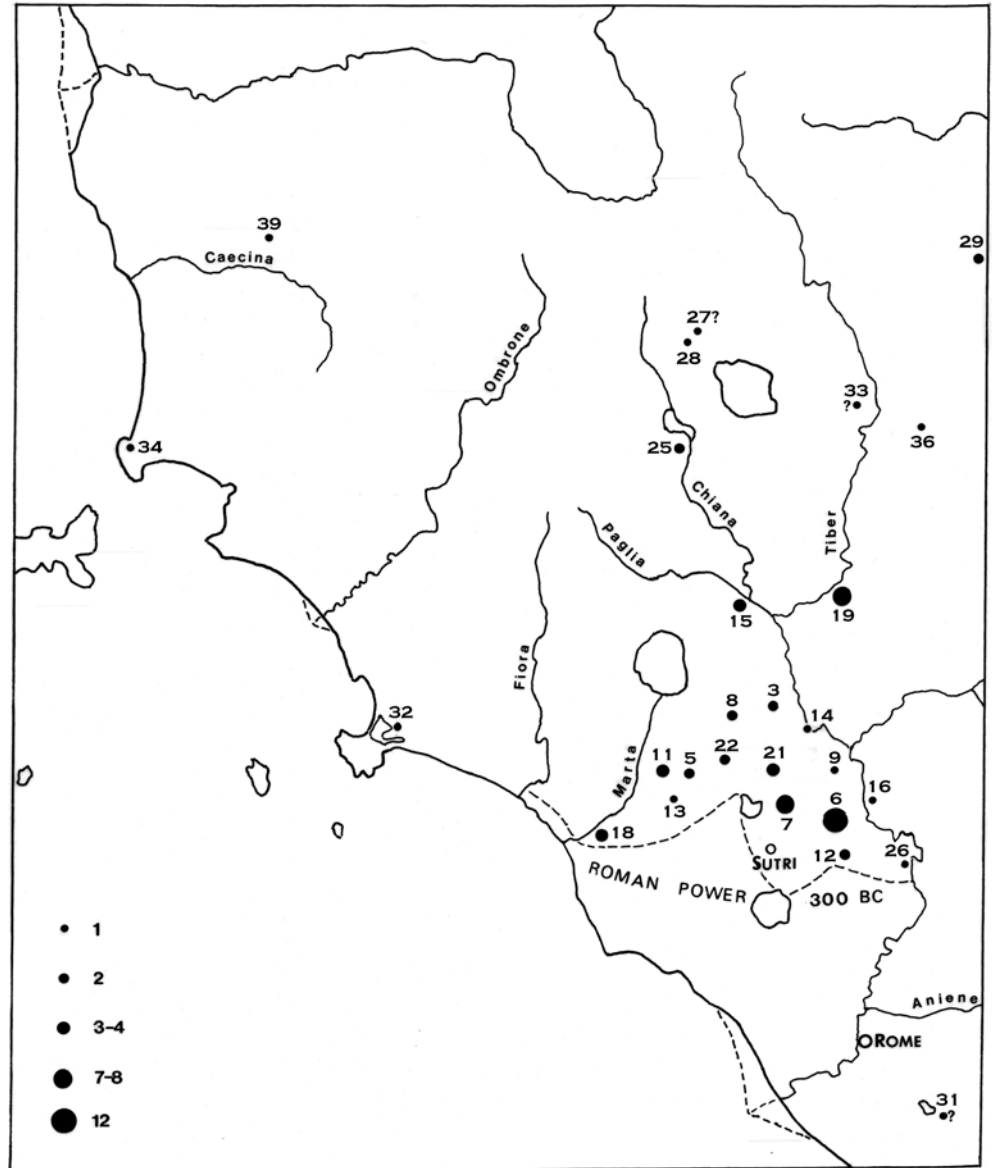 39
Caecina
29
27?
28
Ombrone
33
?
36
34
25
Chiana
Paglia
Tiber
15
19
Fiora
3
8
14
32
22
11
5
21
9
Marta
13
7
6
16
18
12
26
SUTRI
ROMAN POWER
300 BC
1
2
3-4
7-8
12
Aniene
ROME
31
?